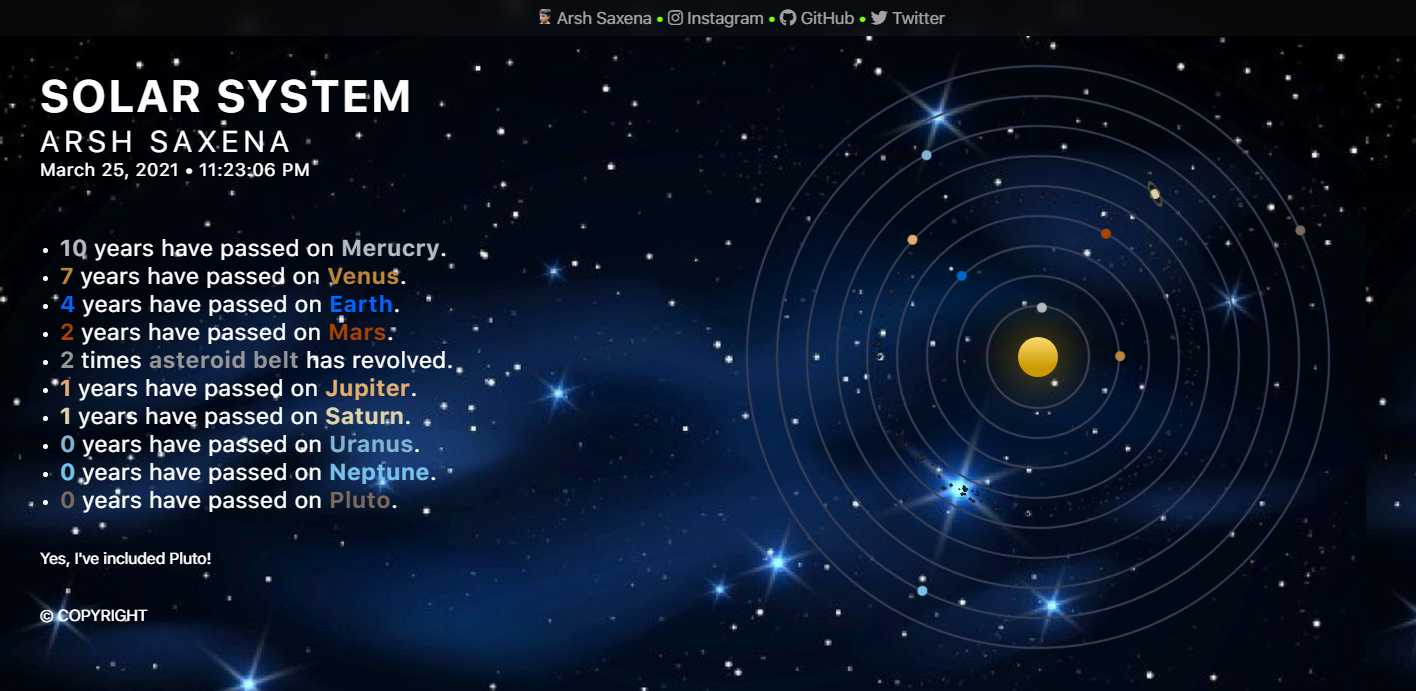 Arsh Saxena • Instagram • GitHub • Twitter
SOLAR SYSTEM
ARSH SAXENA
March 25, 2021 • 11:23:06 PM
• 10 years have passed on Merucry.
• 7 years have passed on Venus.
• 4 years have passed on Earth.
• 2 years have passed on Mars.
• 2 times asteroid belt has revolved.
• 1 years have passed on Jupiter.
• 1 years have passed on Saturn.
• 0 years have passed on Uranus.
• 0 years have passed on Neptune.
• 0 years have passed on Pluto.
Yes, I've included Pluto!
© COPYRIGHT